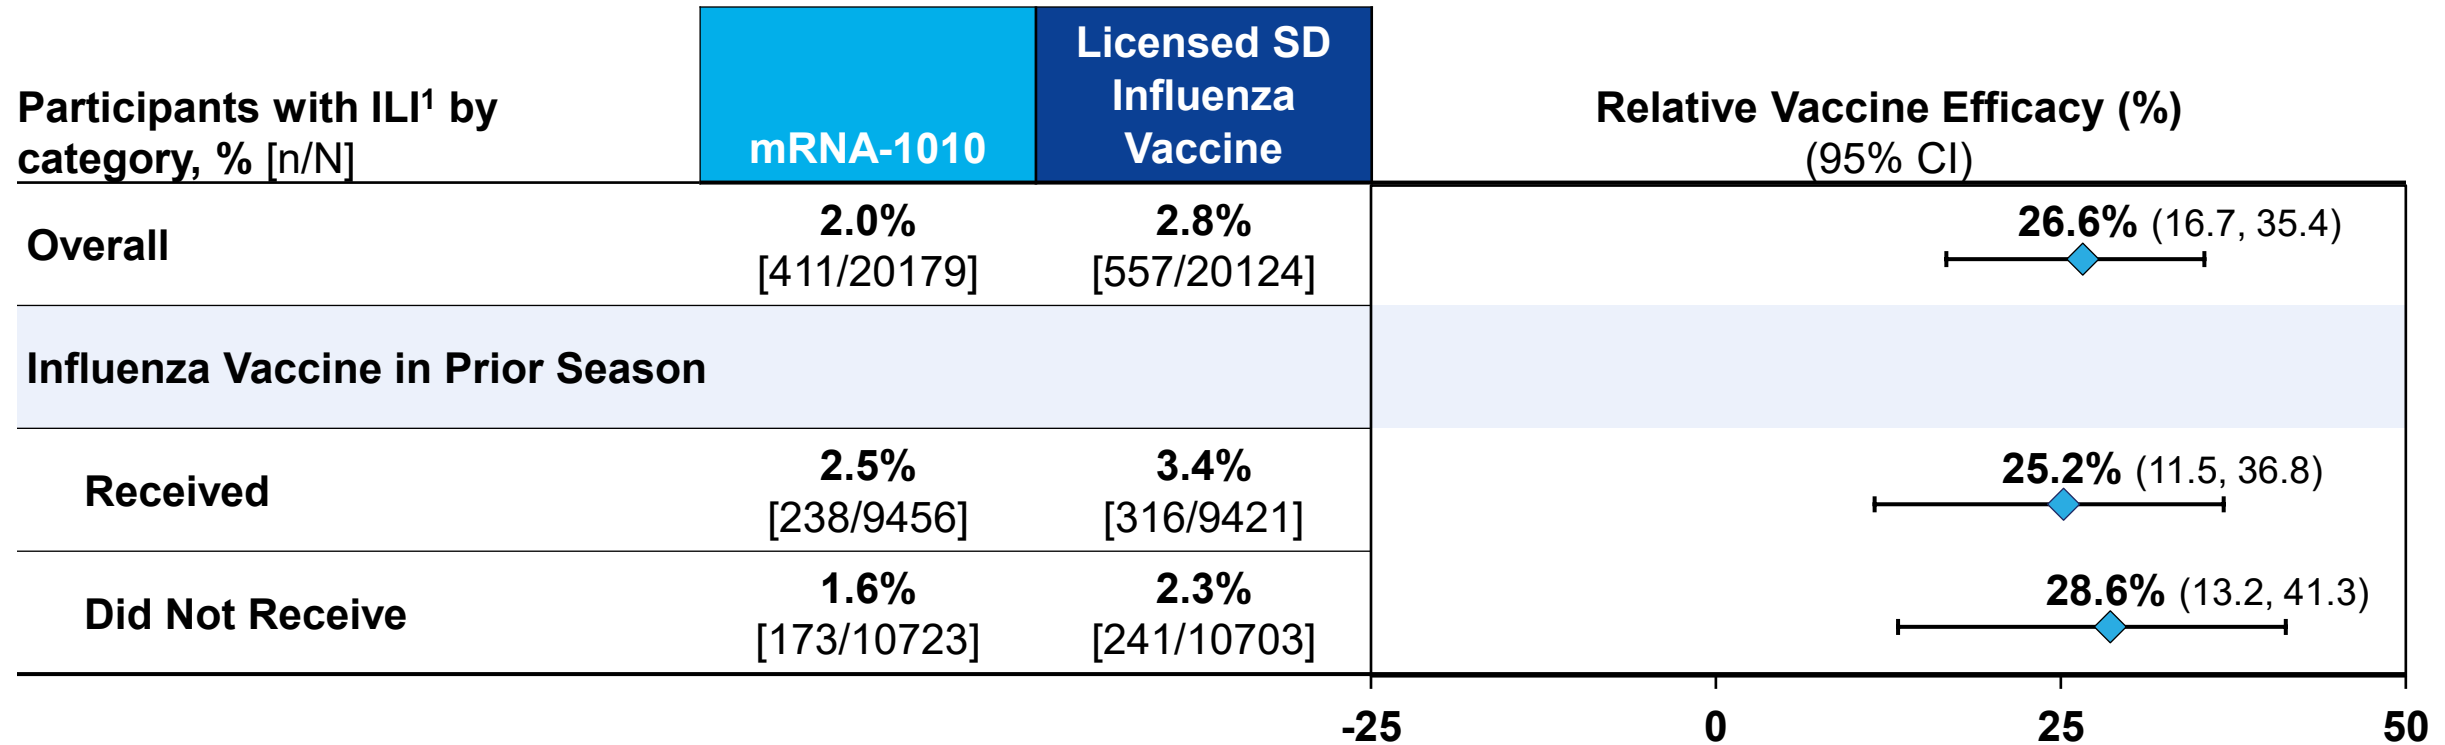 Participants with ILI¹ by
category, % [n/N]
mRNA-1010
Licensed SD
Influenza
Vaccine
Relative Vaccine Efficacy (%)
(95% CI)
Overall
2.0%
[411/20179]
2.8%
[557/20124]
26.6% (16.7, 35.4)
Influenza Vaccine in Prior Season
Received
2.5%
[238/9456]
3.4%
[316/9421]
25.2% (11.5, 36.8)
Did Not Receive
1.6%
[173/10723]
2.3%
[241/10703]
28.6% (13.2, 41.3)
-25 0 25 50